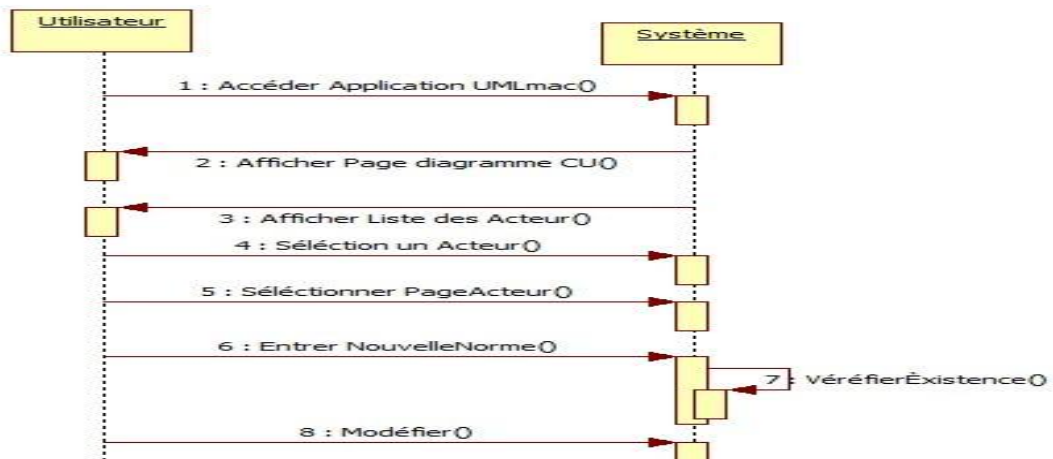 Utilisateur
Système
1 : Accéder Application UMLmac()
2 : Afficher Page diagramme CU()
3 : Afficher Liste des Acteur()
4 : Séléction un Acteur()
5 : Séléctionner PageActeur()
6 : Entrer NouvelleNorme()
7 : VéréfierÈxistence()
8 : Modéfier()